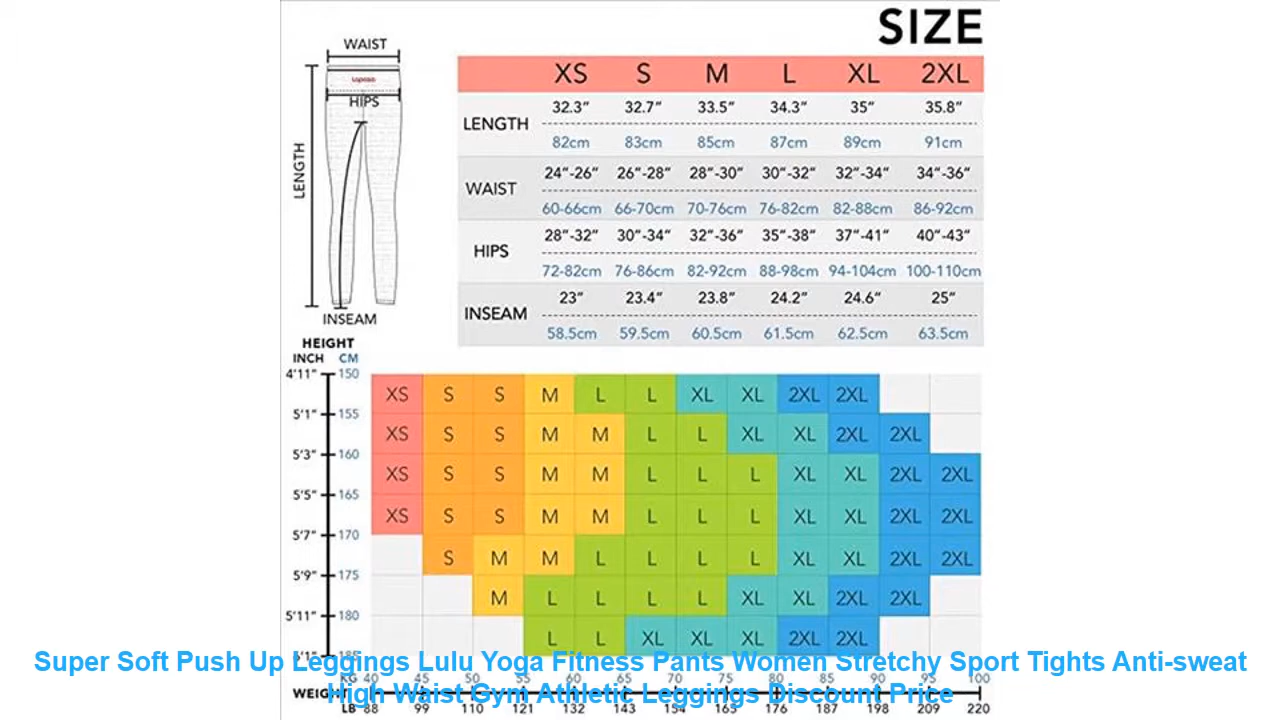 SIZE
WAIST
HIPS
LENGTH
INSEAM
XS S M L XL 2XL
LENGTH
32.3" 32.7" 33.5" 34.3" 35" 35.8"
82cm 83cm 85cm 87cm 89cm 91cm
WAIST
24"-26" 26"-28" 28"-30" 30"-32" 32"-34" 34"-36"
60-66cm 66-70cm 70-76cm 76-82cm 82-88cm 86-92cm
HIPS
28"-32" 30"-34" 32"-36" 35"-38" 37"-41" 40"-43"
72-82cm 76-86cm 82-92cm 88-98cm 94-104cm 100-110cm
INSEAM
23" 23.4" 23.8" 24.2" 24.6" 25"
58.5cm 59.5cm 60.5cm 61.5cm 62.5cm 63.5cm
HEIGHT
INCH CM
4'11" 150
XS S S M L L XL XL 2XL 2XL
5'1" 155
XS S S M M L L XL XL 2XL 2XL
5'3" 160
XS S S M M L L L XL XL 2XL 2XL
5'5" 165
XS S S M M L L L XL XL 2XL 2XL
5'7" 170
S M M L L L L XL XL 2XL 2XL
5'9" 175
M L L L L XL XL 2XL 2XL
5'11" 180
L L XL XL XL 2XL 2XL
Super Soft Push Up Leggings Lulu Yoga Fitness Pants Women Stretchy Sport Tights Anti-sweat
High Waist Gym Athletic Leggings Discount Price
KG 40 45 50 55 60 65 70 75 80 85 90 95 100
WEIGHT
LB 88 99 110 121 132 143 154 165 176 187 198 209 220